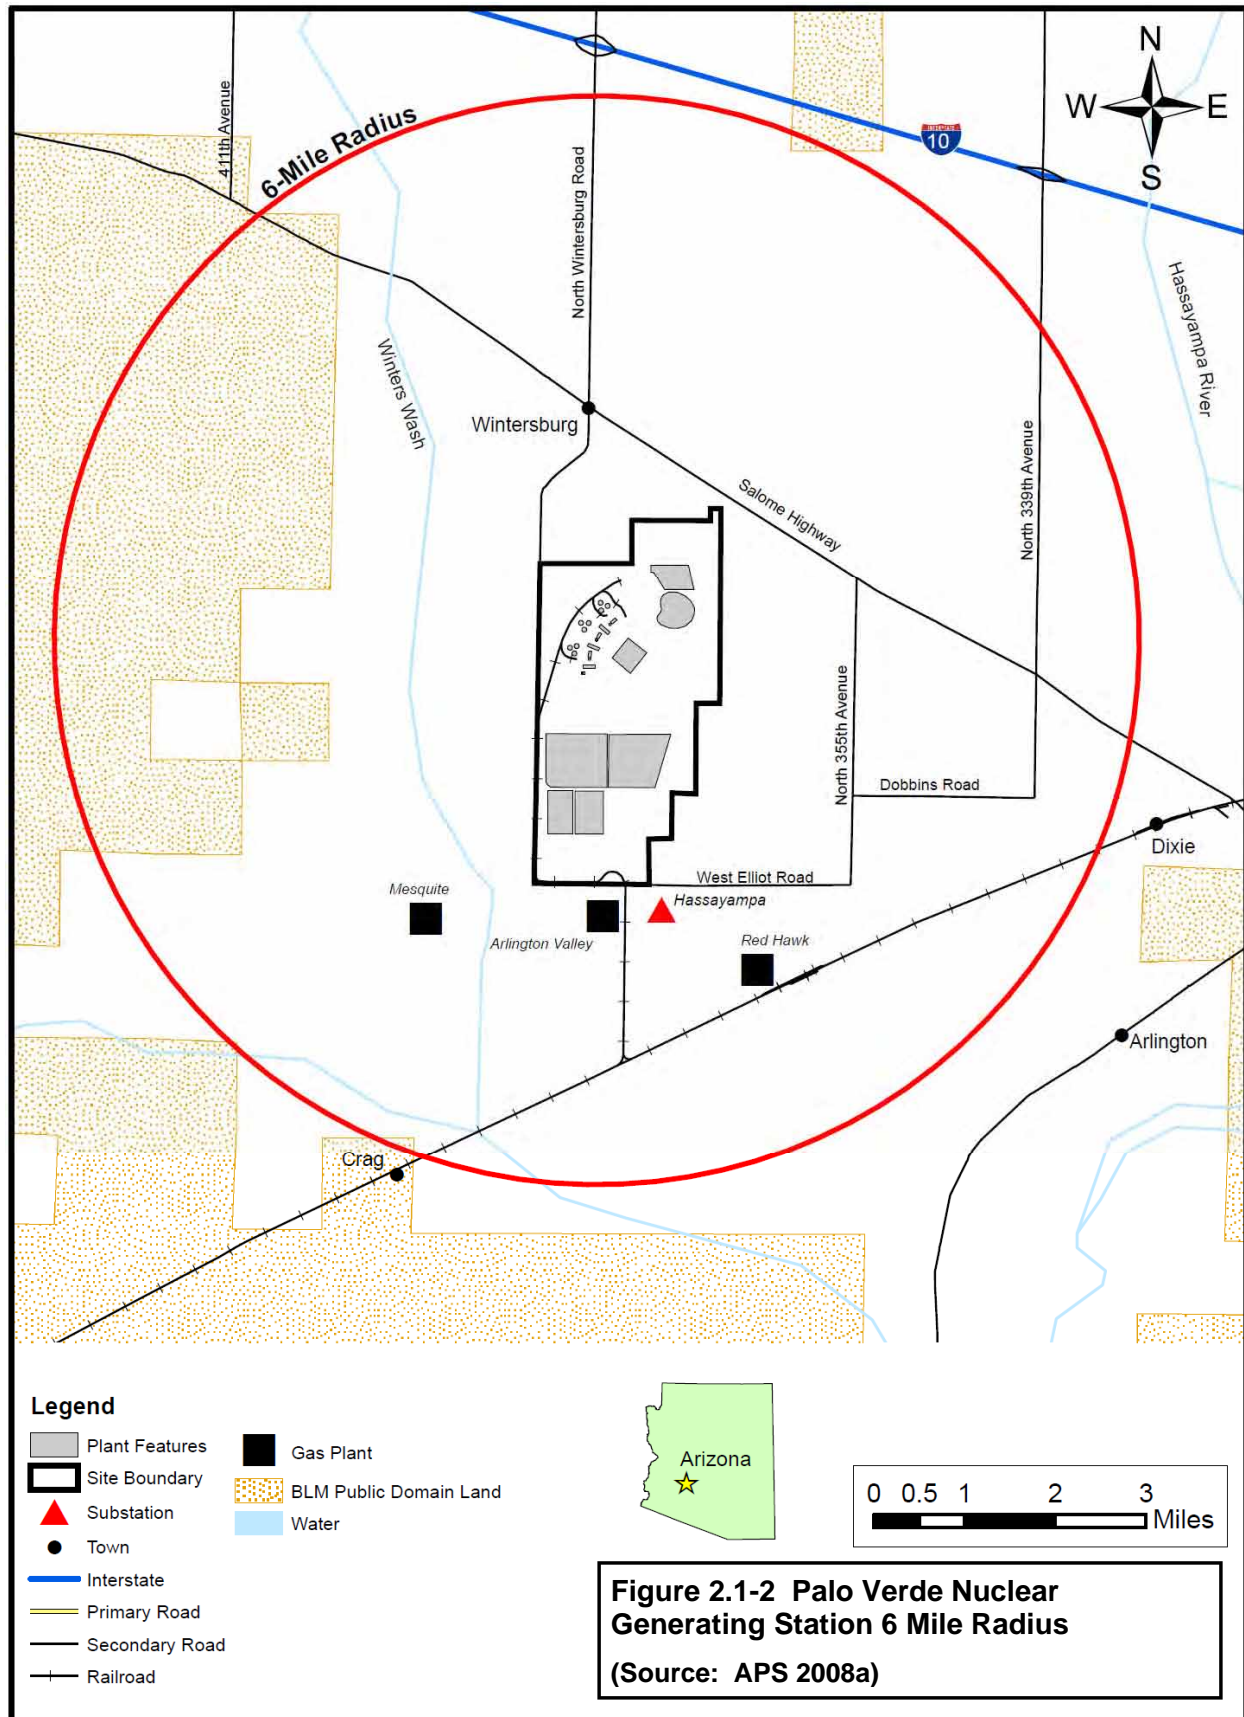 N
W
E
S
411th Avenue
6-Mile Radius
North Wintersburg Road
INTERSTATE
10
Hassayampa River
Winters Wash
Wintersburg
Salome Highway
North 339th Avenue
North 355th Avenue
Dobbins Road
Dixie
West Elliot Road
Mesquite
Hassayampa
Arlington Valley
Red Hawk
Arlington
Crag
Legend
Plant Features
Site Boundary
Substation
Town
Interstate
Primary Road
Secondary Road
Railroad
Gas Plant
BLM Public Domain Land
Water
Arizona
0 0.5 1 2 3
Miles
Figure 2.1-2 Palo Verde Nuclear
Generating Station 6 Mile Radius
(Source: APS 2008a)